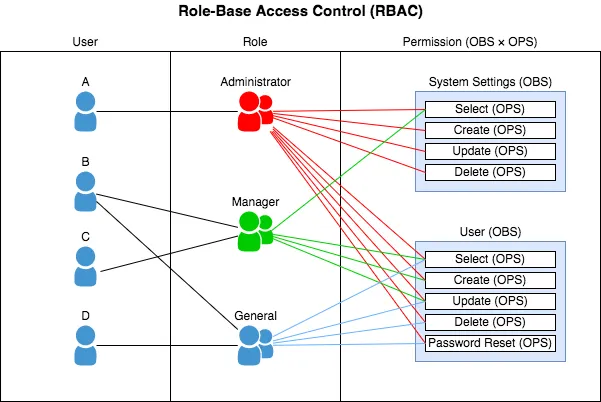 Role-Base Access Control (RBAC)
User
Role
Permission (OBS × OPS)
A
B
C
D
Administrator
Manager
General
System Settings (OBS)
Select (OPS)
Create (OPS)
Update (OPS)
Delete (OPS)
User (OBS)
Select (OPS)
Create (OPS)
Update (OPS)
Delete (OPS)
Password Reset (OPS)